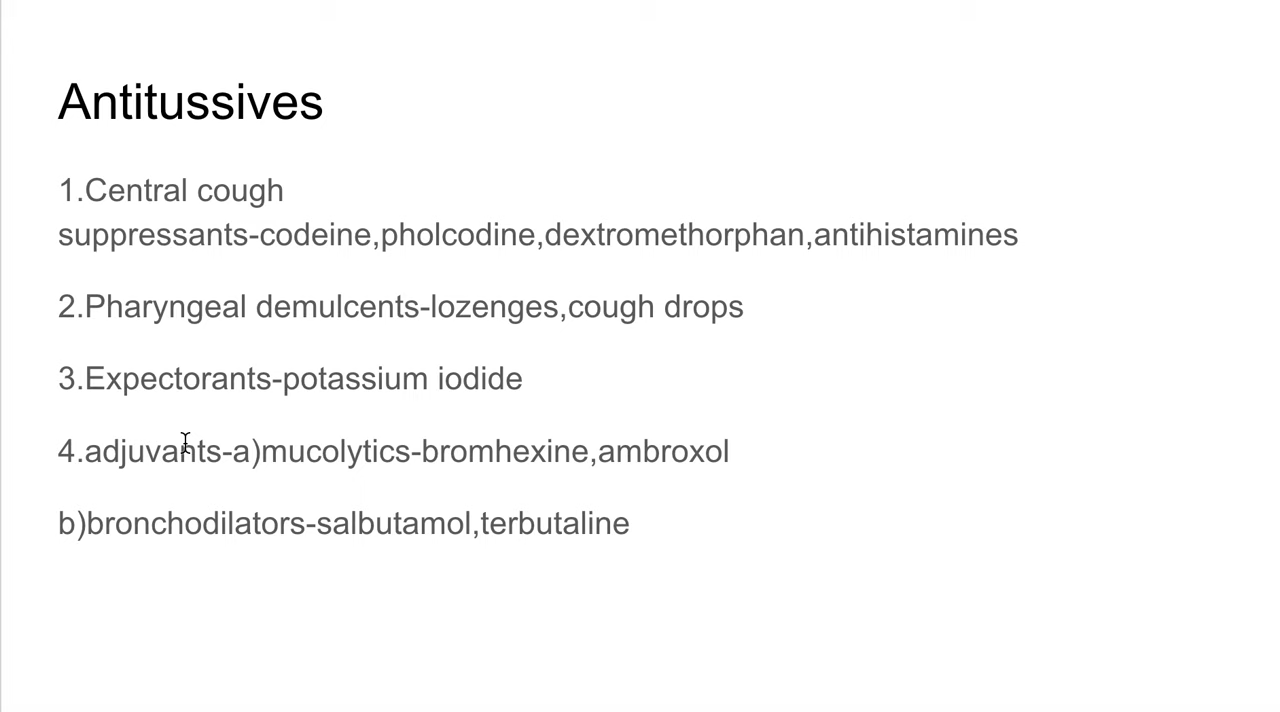 Antitussives
1.Central cough
suppressants-codeine,pholcodine,dextromethorphan,antihistamines
2.Pharyngeal demulcents-lozenges,cough drops
3.Expectorants-potassium iodide
4.adjuvants-a)mucolytics-bromhexine,ambroxol
b)bronchodilators-salbutamol,terbutaline